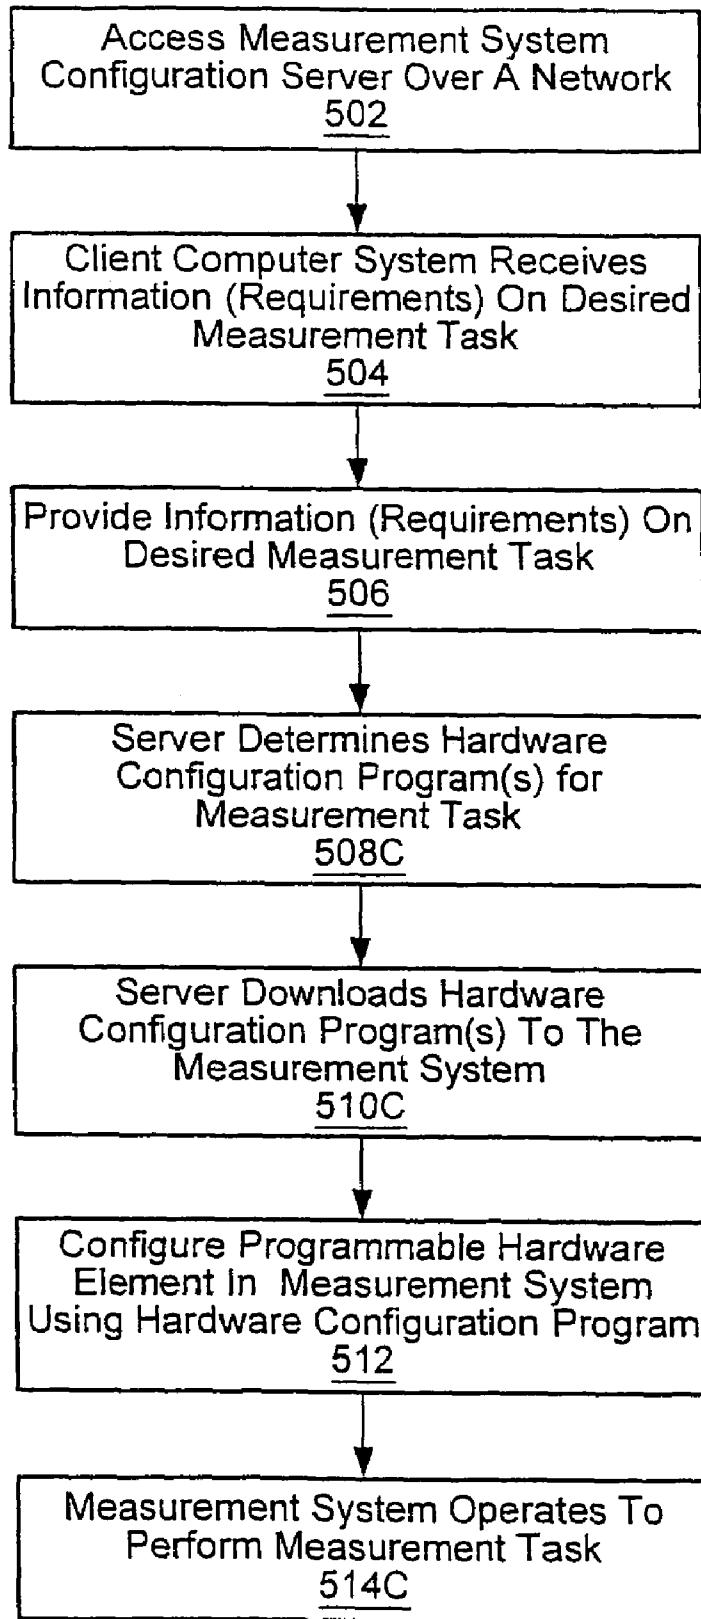 Access Measurement System
Configuration Server Over A Network
502
Client Computer System Receives
Information (Requirements) On Desired
Measurement Task
504
Provide Information (Requirements) On
Desired Measurement Task
506
Server Determines Hardware
Configuration Program(s) for
Measurement Task
508C
Server Downloads Hardware
Configuration Program(s) To The
Measurement System
510C
Configure Programmable Hardware
Element In Measurement System
Using Hardware Configuration Program
512
Measurement System Operates To
Perform Measurement Task
514C